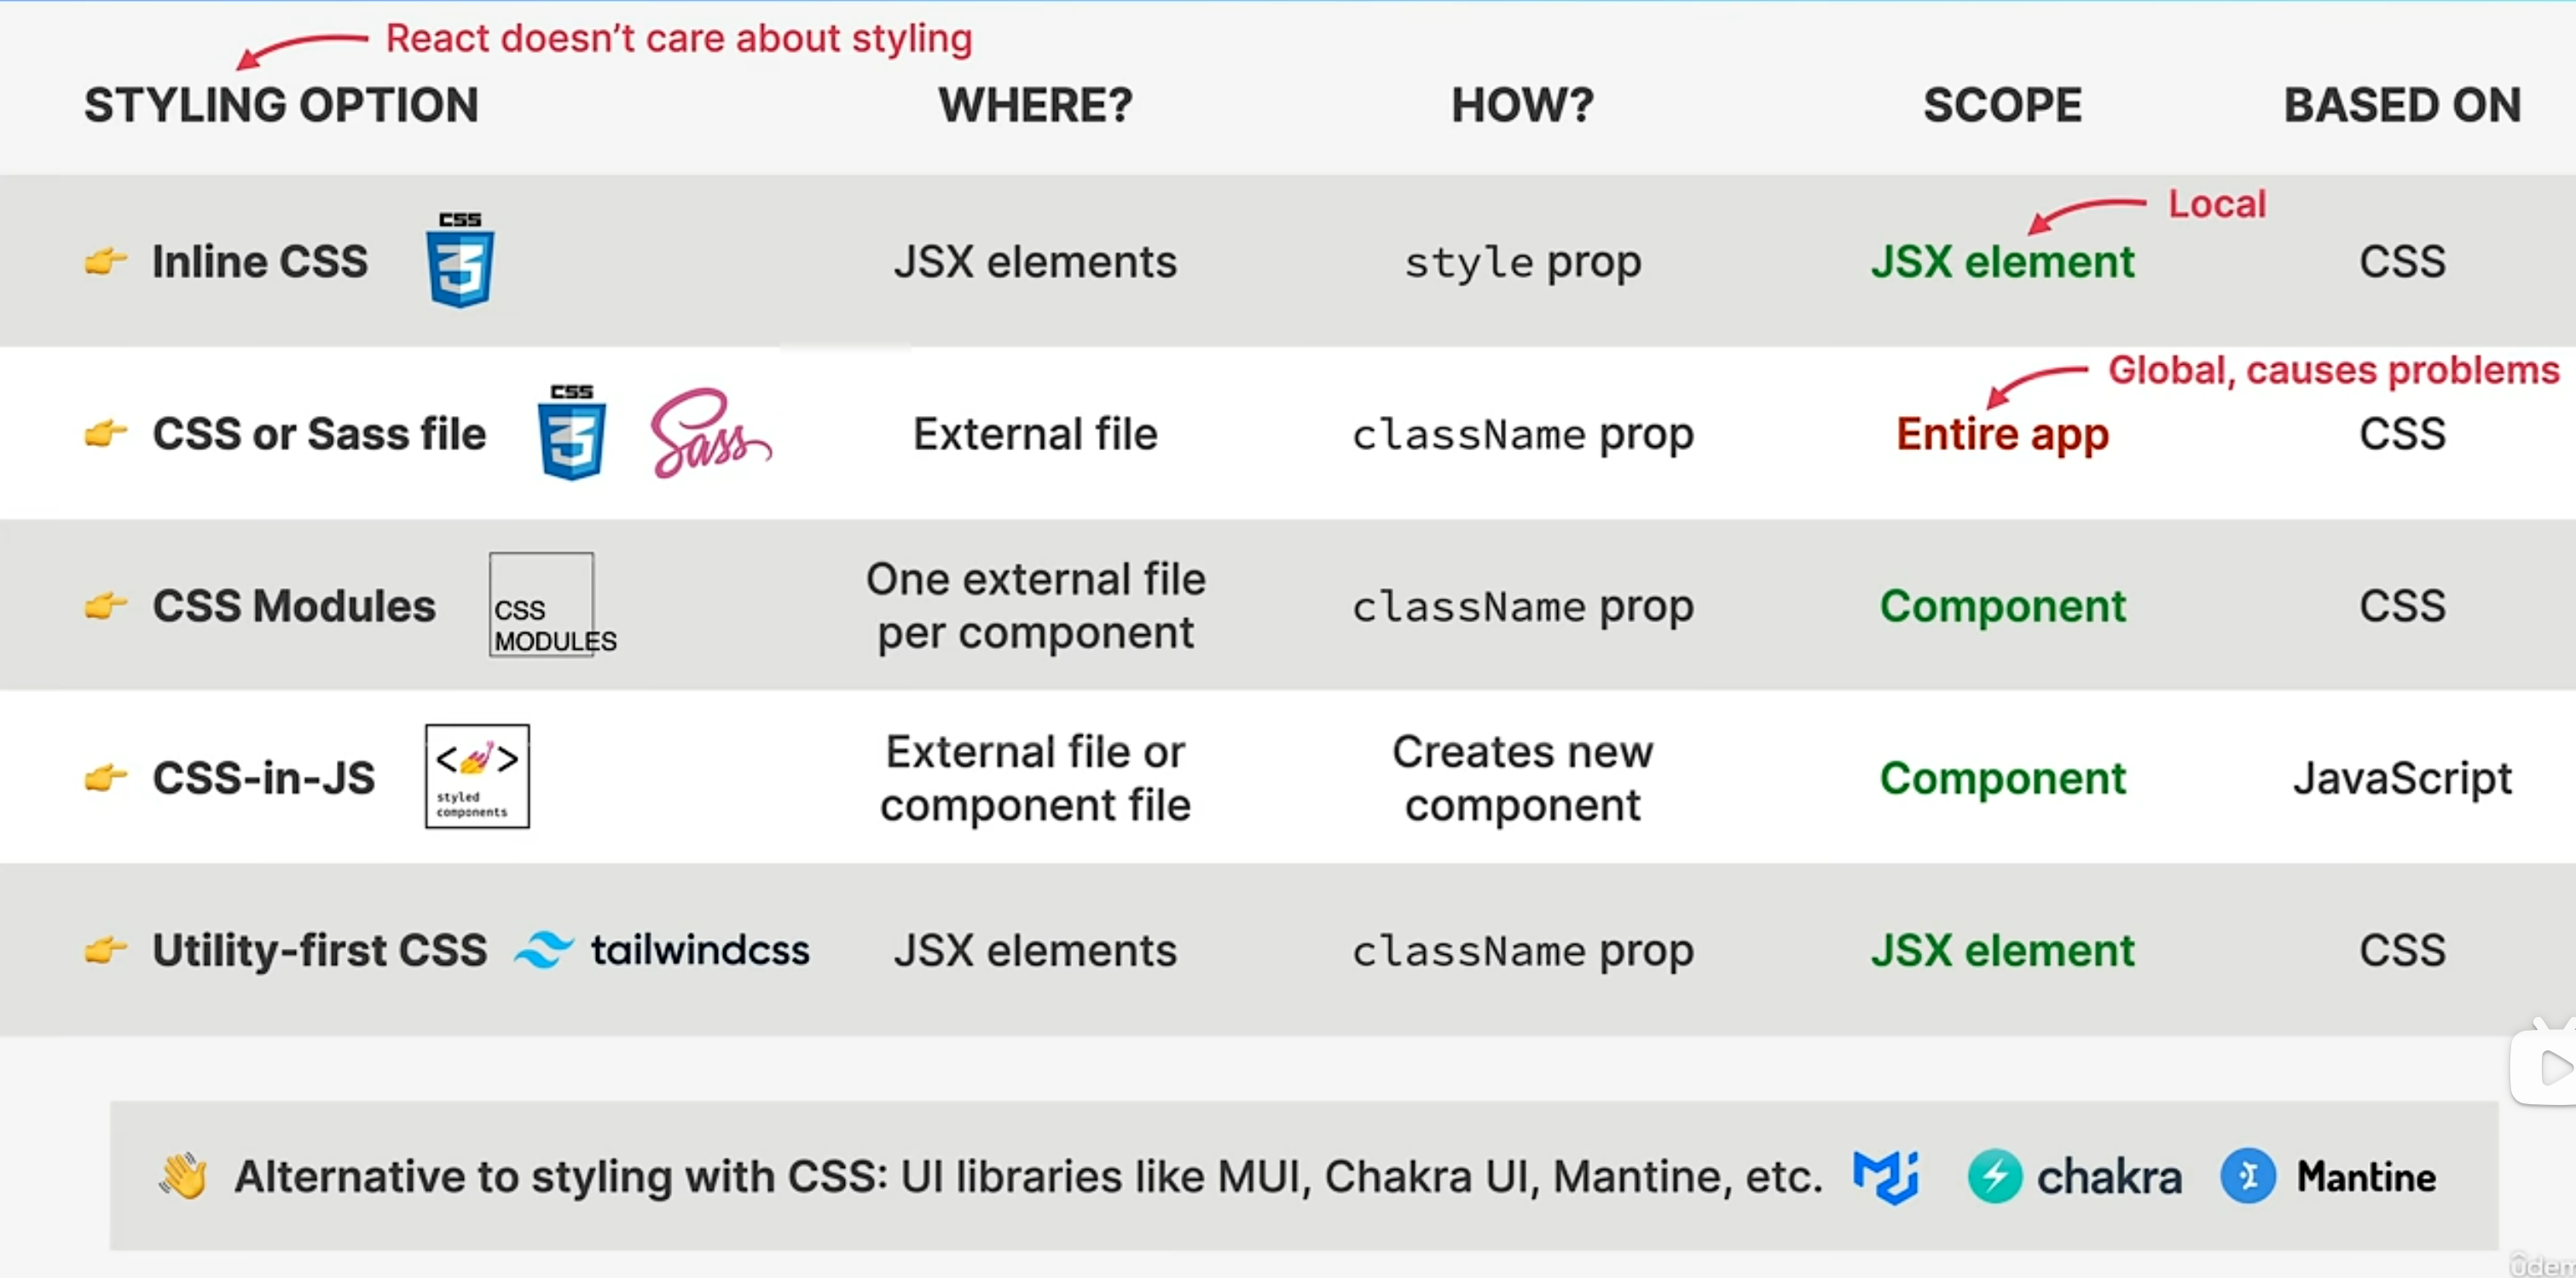 React doesn't care about styling
STYLING OPTION WHERE? HOW? SCOPE BASED ON
Local
CSS
Inline CSS JSX elements style prop JSX element CSS
Global, causes problems
CSS
CSS or Sass file Sass External file className prop Entire app CSS
CSS Modules CSS MODULES One external file per component className prop Component CSS
CSS-in-JS styled components External file or component file Creates new component Component JavaScript
Utility-first CSS tailwindcss JSX elements className prop JSX element CSS
Alternative to styling with CSS: UI libraries like MUI, Chakra UI, Mantine, etc. chakra Mantine